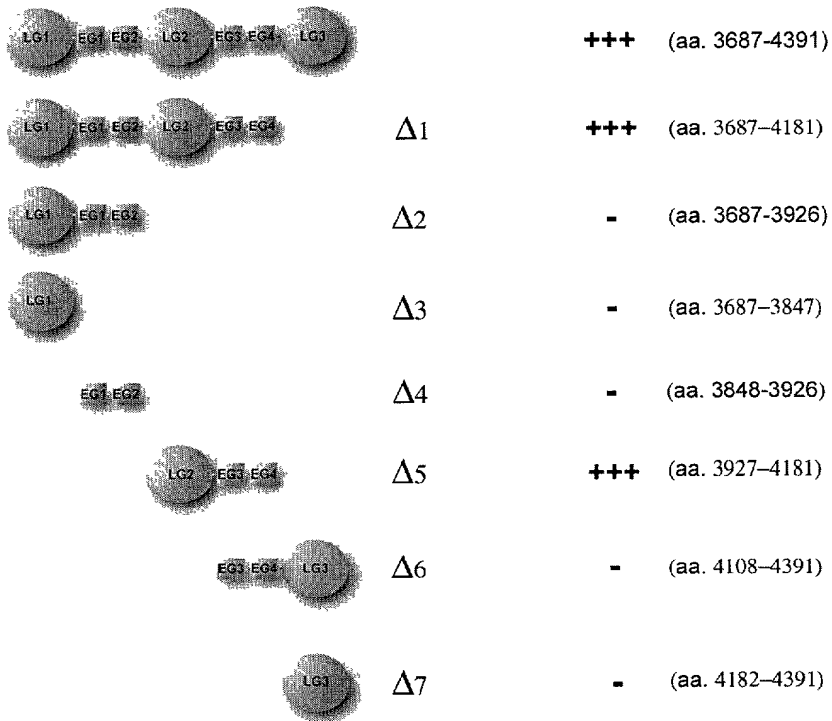 LG1 EG1 EG2 LG2 EG3 EG4 LG3 +++ (aa. 3687-4391)
LG1 EG1 EG2 LG2 EG3 EG4 Δ1 +++ (aa. 3687–4181)
LG1 EG1 EG2 Δ2 - (aa. 3687-3926)
LG1 Δ3 - (aa. 3687–3847)
EG1 EG2 Δ4 - (aa. 3848-3926)
LG2 EG3 EG4 Δ5 +++ (aa. 3927–4181)
EG3 EG4 LG3 Δ6 - (aa. 4108–4391)
LG3 Δ7 - (aa. 4182–4391)